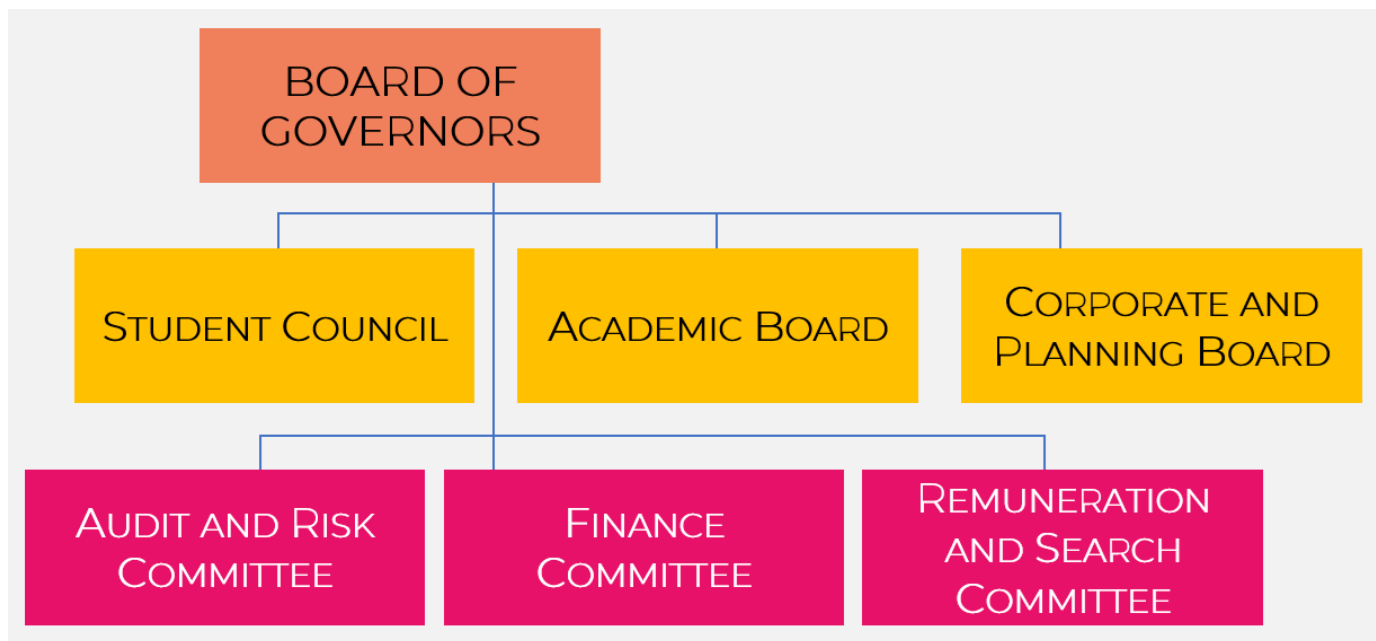 BOARD OF
GOVERNORS
STUDENT COUNCIL
ACADEMIC BOARD
CORPORATE AND
PLANNING BOARD
AUDIT AND RISK
COMMITTEE
FINANCE
COMMITTEE
REMUNERATION
AND SEARCH
COMMITTEE